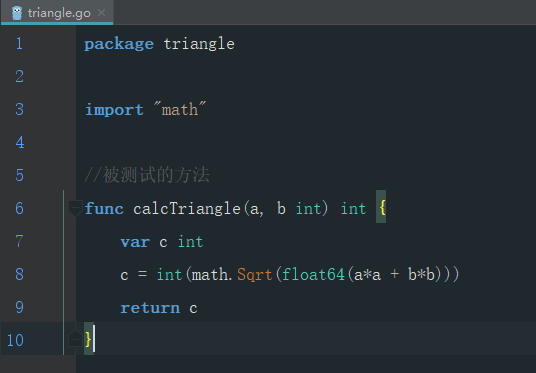 triangle.go
1 package triangle
2
3 import "math"
4
5 //被测试的方法
6 func calcTriangle(a, b int) int {
7 var c int
8 c = int(math.Sqrt(float64(a*a + b*b)))
9 return c
10 }